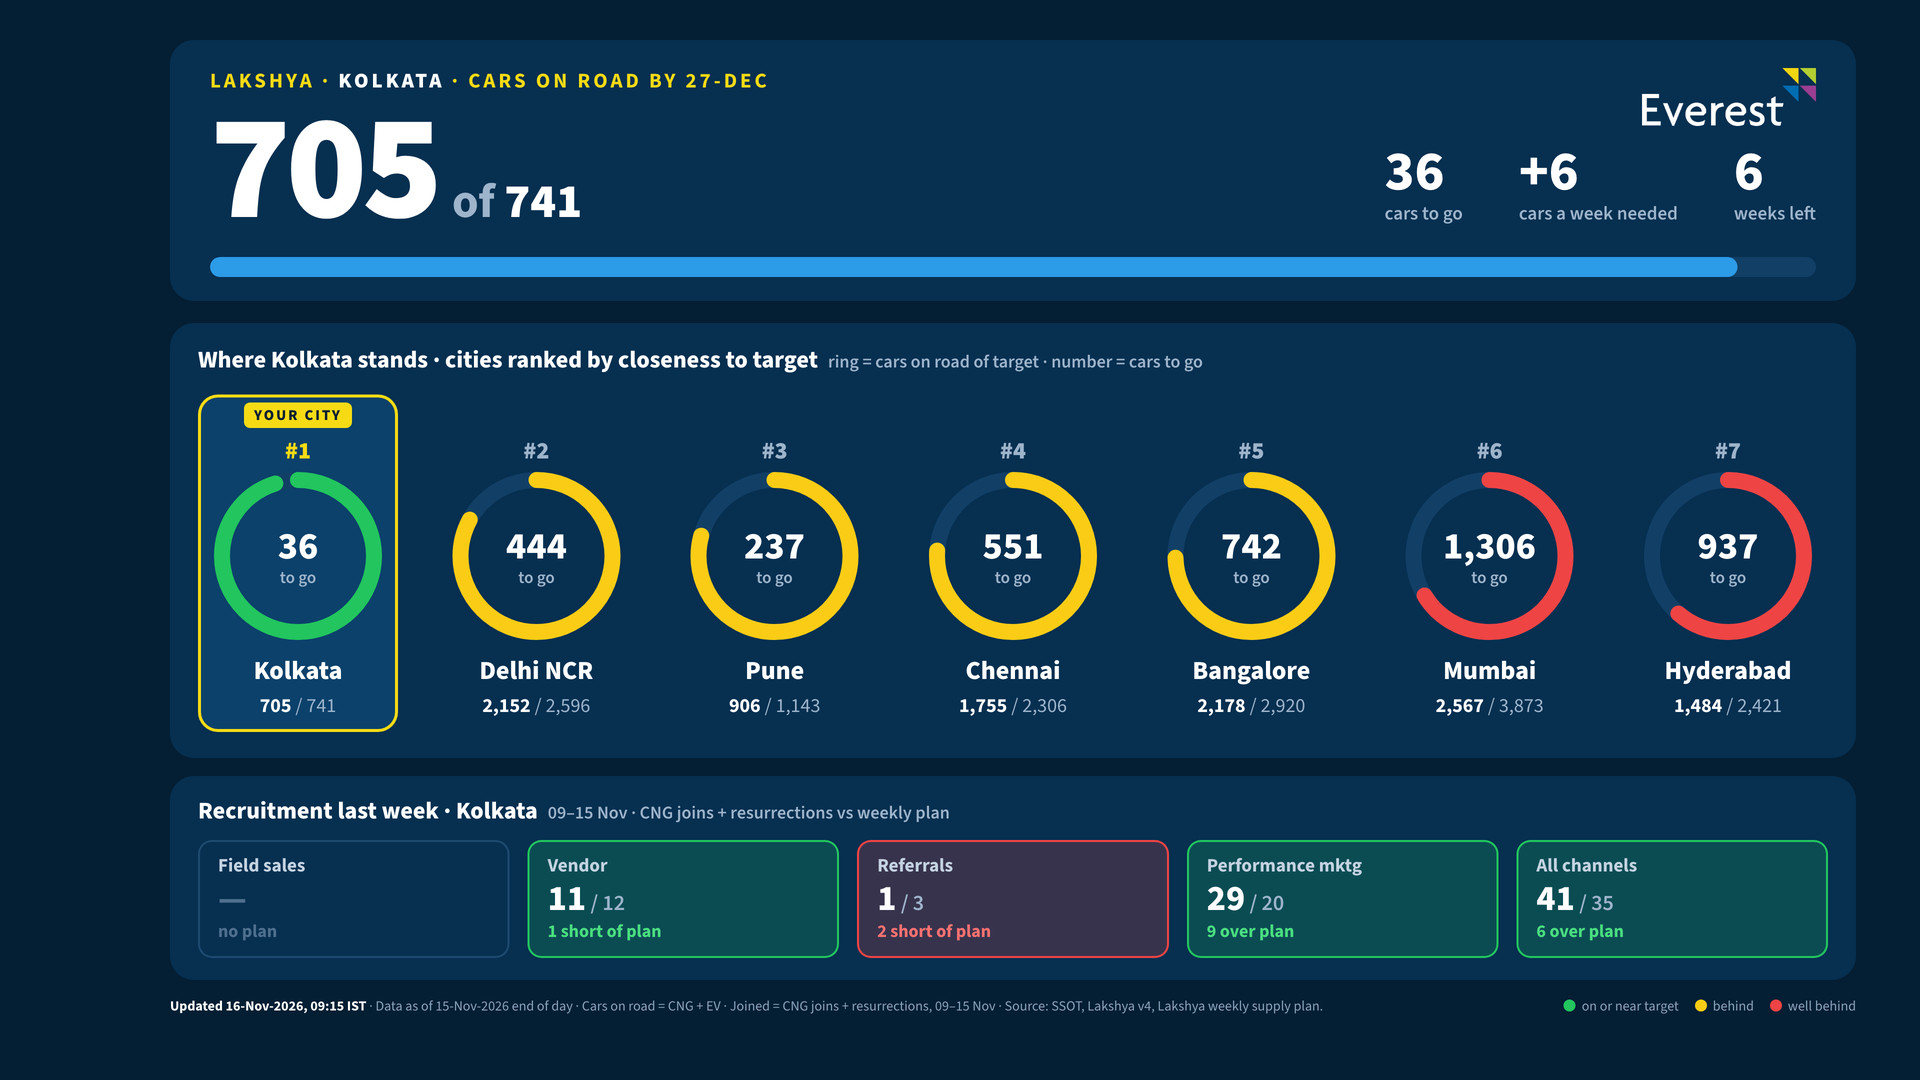 LAKSHYA · KOLKATA · CARS ON ROAD BY 27-DEC
Everest
705 of 741
36
cars to go
+6
cars a week needed
6
weeks left
Where Kolkata stands · cities ranked by closeness to target ring = cars on road of target · number = cars to go
YOUR CITY
#1
36
to go
Kolkata
705 / 741
#2
444
to go
Delhi NCR
2,152 / 2,596
#3
237
to go
Pune
906 / 1,143
#4
551
to go
Chennai
1,755 / 2,306
#5
742
to go
Bangalore
2,178 / 2,920
#6
1,306
to go
Mumbai
2,567 / 3,873
#7
937
to go
Hyderabad
1,484 / 2,421
Recruitment last week · Kolkata 09–15 Nov · CNG joins + resurrections vs weekly plan
Field sales
—
no plan
Vendor
11 / 12
1 short of plan
Referrals
1 / 3
2 short of plan
Performance mktg
29 / 20
9 over plan
All channels
41 / 35
6 over plan
Updated 16-Nov-2026, 09:15 IST · Data as of 15-Nov-2026 end of day · Cars on road = CNG + EV · Joined = CNG joins + resurrections, 09–15 Nov · Source: SSOT, Lakshya v4, Lakshya weekly supply plan.
on or near target
behind
well behind